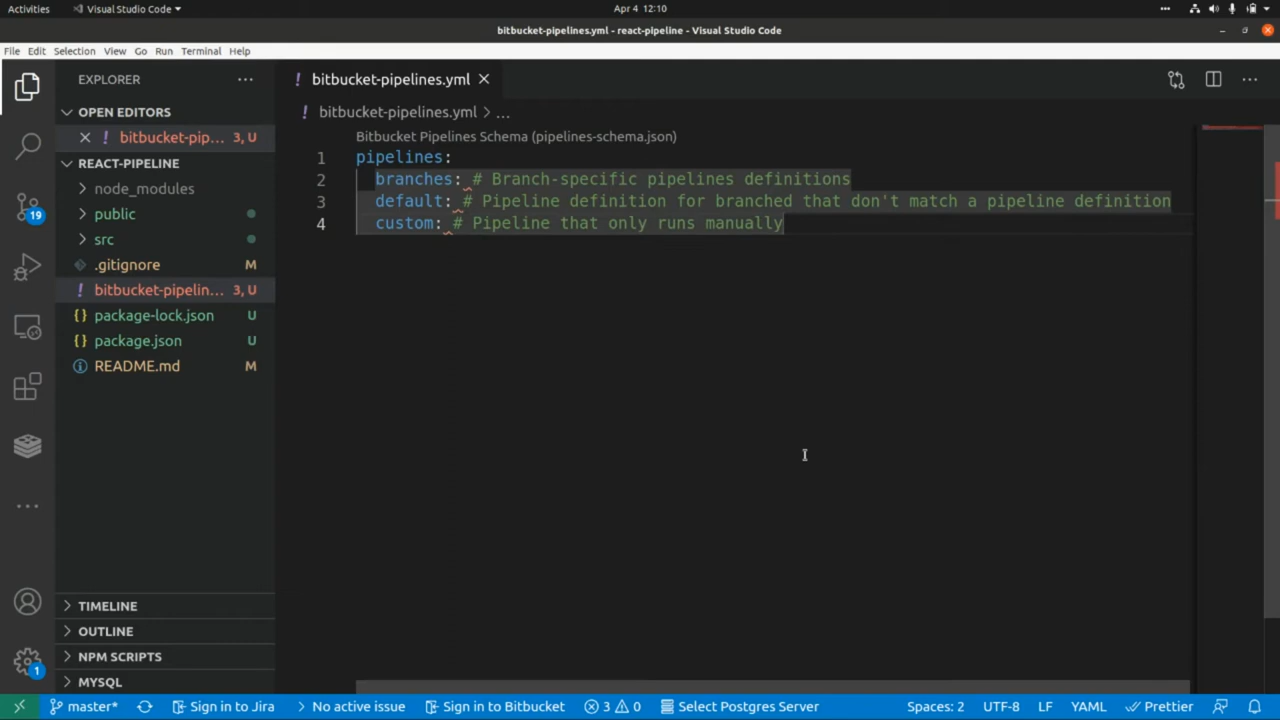 Activities
Visual Studio Code
Apr 4 12:10
bitbucket-pipelines.yml - react-pipeline - Visual Studio Code
File Edit Selection View Go Run Terminal Help
EXPLORER
OPEN EDITORS
bitbucket-pip... 3, U
REACT-PIPELINE
node_modules
public
src
.gitignore M
bitbucket-pipelin... 3, U
package-lock.json U
package.json U
README.md M
TIMELINE
OUTLINE
NPM SCRIPTS
MYSQL
19
1
bitbucket-pipelines.yml
bitbucket-pipelines.yml > ...
Bitbucket Pipelines Schema (pipelines-schema.json)
1 pipelines:
2 branches: # Branch-specific pipelines definitions
3 default: # Pipeline definition for branched that don't match a pipeline definition
4 custom: # Pipeline that only runs manually
master* Sign in to Jira No active issue Sign in to Bitbucket 3 0 Select Postgres Server Spaces: 2 UTF-8 LF YAML Prettier